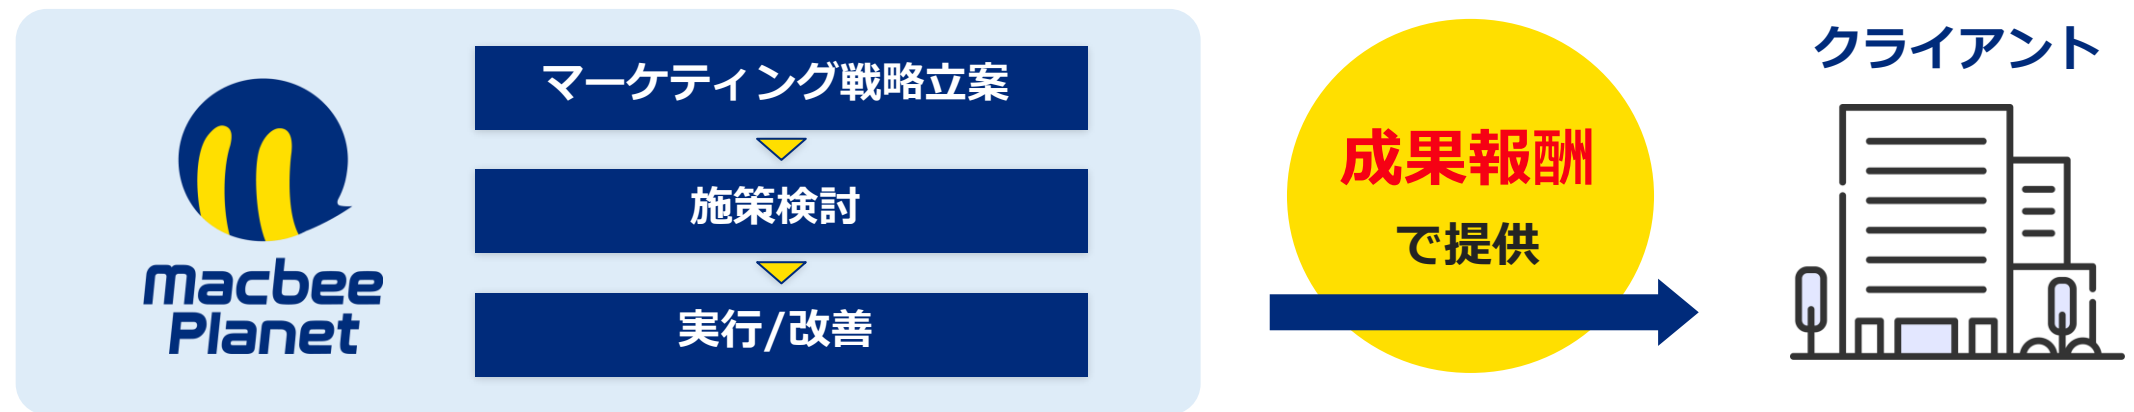 macbee
Planet
マーケティング戦略立案
施策検討
実行/改善
成果報酬
で提供
クライアント